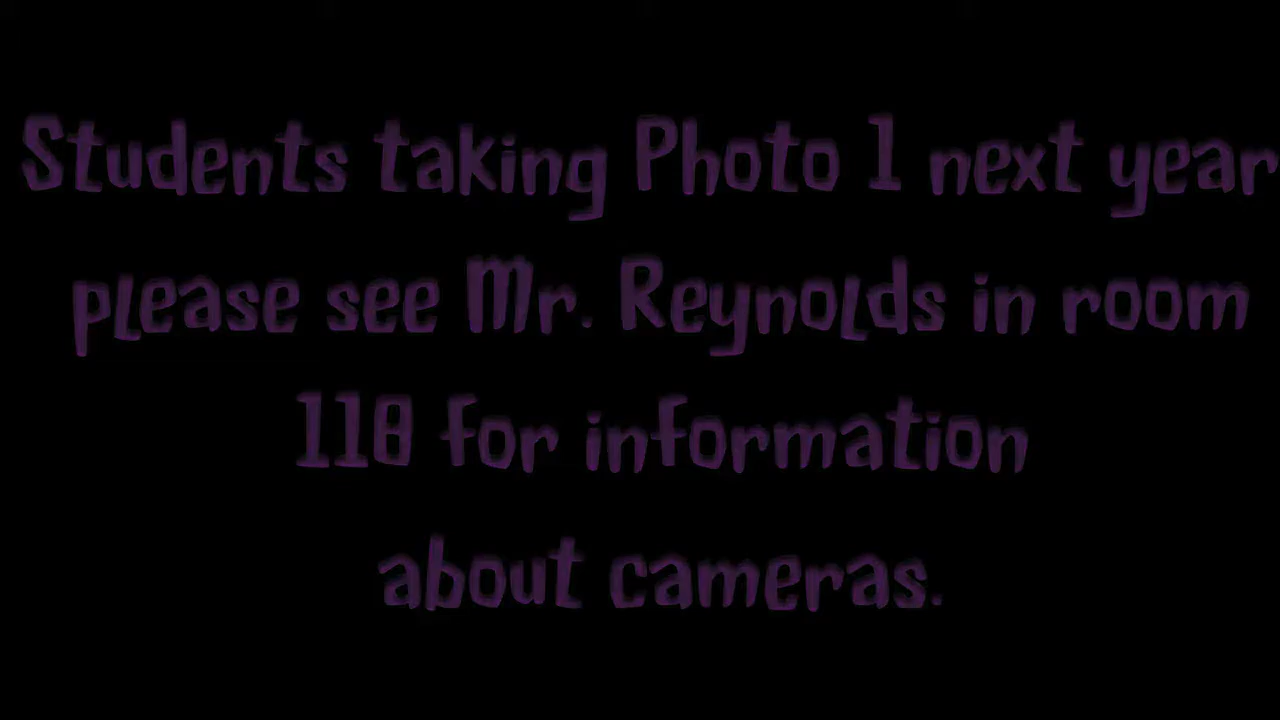 Students taking Photo 1 next year
please see Mr. Reynolds in room
118 for information
about cameras.